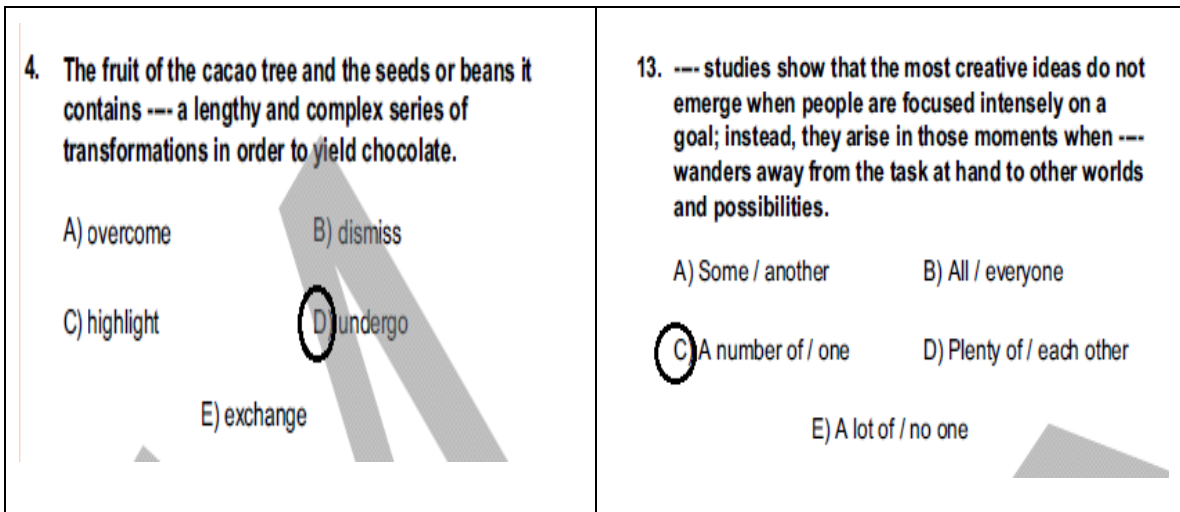 4. The fruit of the cacao tree and the seeds or beans it
contains ---- a lengthy and complex series of
transformations in order to yield chocolate.
A) overcome B) dismiss
C) highlight D) undergo
E) exchange
13. ---- studies show that the most creative ideas do not
emerge when people are focused intensely on a
goal; instead, they arise in those moments when ----
wanders away from the task at hand to other worlds
and possibilities.
A) Some / another B) All / everyone
C) A number of / one D) Plenty of / each other
E) A lot of / no one